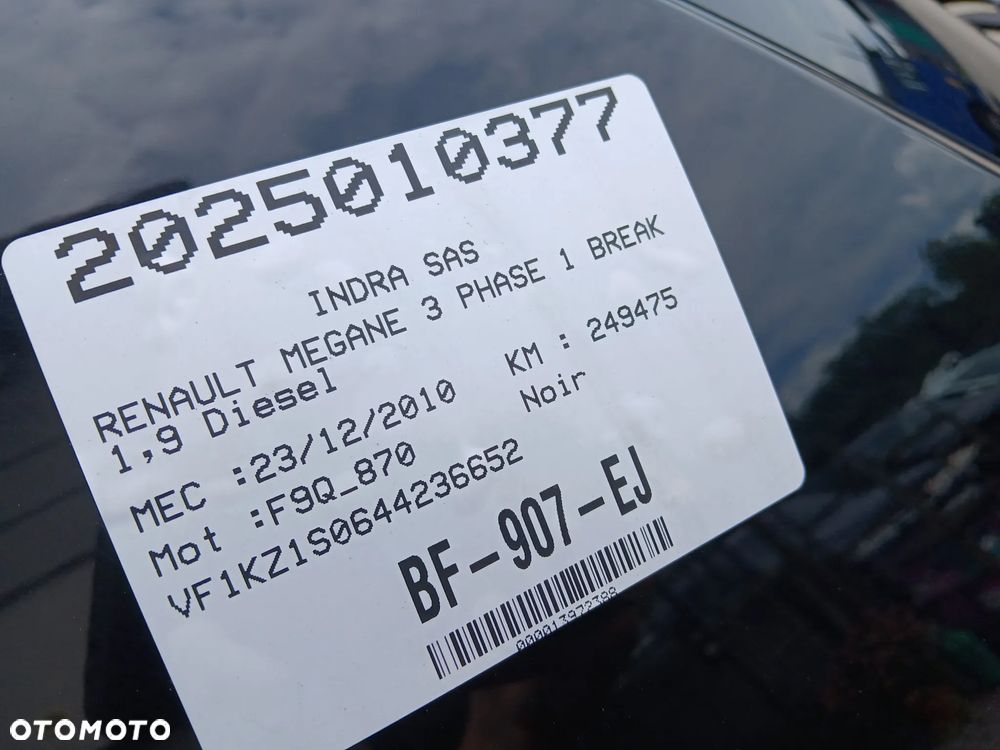 2025010377
INDRA SAS
RENAULT MEGANE 3 PHASE 1 BREAK
1,9 Diesel KM : 249475
MEC :23/12/2010 Noir
Mot :F9Q_870
VF1KZ1S0644236652
BF-907-EJ
000013972388
OTOMOTO